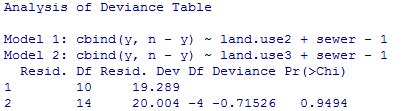 Analysis of Deviance Table
Model 1: cbind(y, n - y) ~ land.use2 + sewer - 1
Model 2: cbind(y, n - y) ~ land.use3 + sewer - 1
Resid. Df Resid. Dev Df Deviance Pr(>Chi)
1 10 19.289
2 14 20.004 -4 -0.71526 0.9494